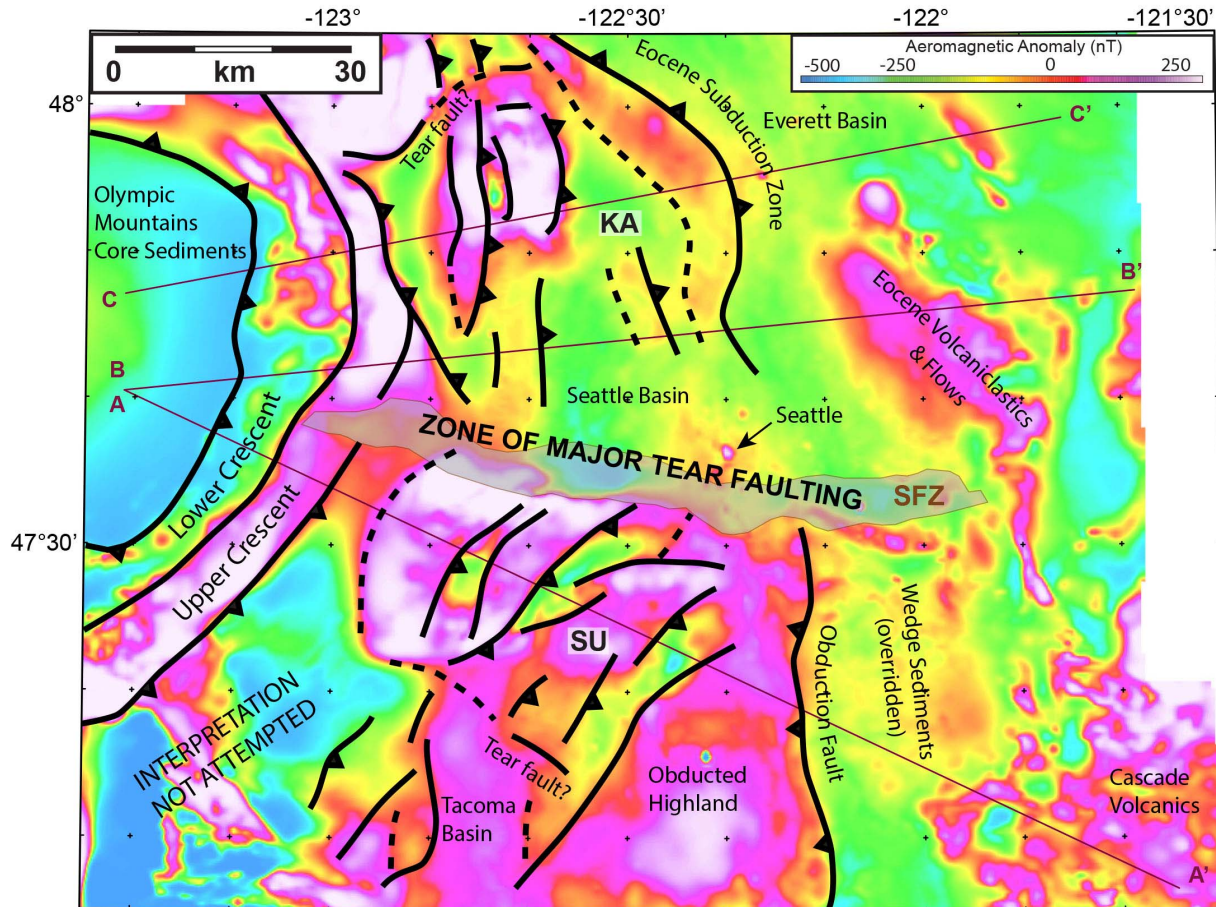 -123°
-122°30'
-122°
-121°30'
0 km 30
Aeromagnetic Anomaly (nT)
-500 -250 0 250
48°
Tear fault?
Eocene Subduction Zone
Everett Basin
C'
Olympic
Mountains
Core Sediments
KA
C
B'
Eocene Volcaniclastics
& Flows
B
A
Seattle Basin
Seattle
Lower Crescent
ZONE OF MAJOR TEAR FAULTING
SFZ
47°30'
Upper Crescent
SU
Wedge Sediments
(overridden)
Obduction Fault
INTERPRETATION
NOT ATTEMPTED
Tear fault?
Tacoma
Basin
Obducted
Highland
Cascade
Volcanics
A'